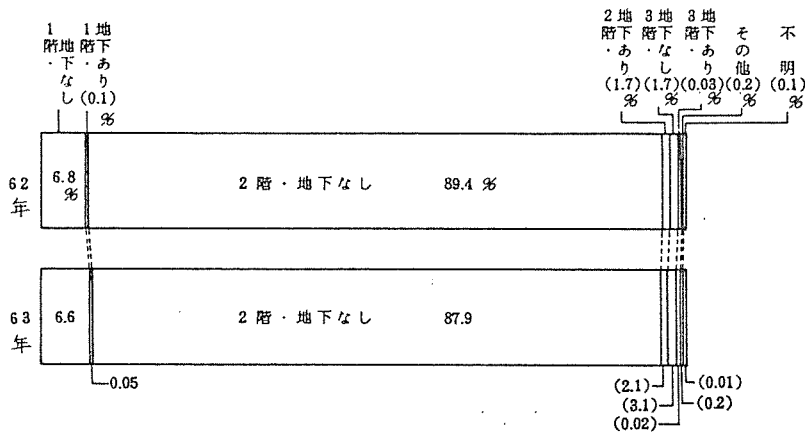 1階・地下なし
1階・地下あり(0.1)%
2階・地下あり(1.7)%
3階・地下なし(1.7)%
3階・地下あり(0.03)%
その他(0.2)%
不明(0.1)%
62年
6.8%
2階・地下なし 89.4 %
63年
6.6
2階・地下なし 87.9
0.05
(2.1)
(3.1)
(0.02)
(0.2)
(0.01)